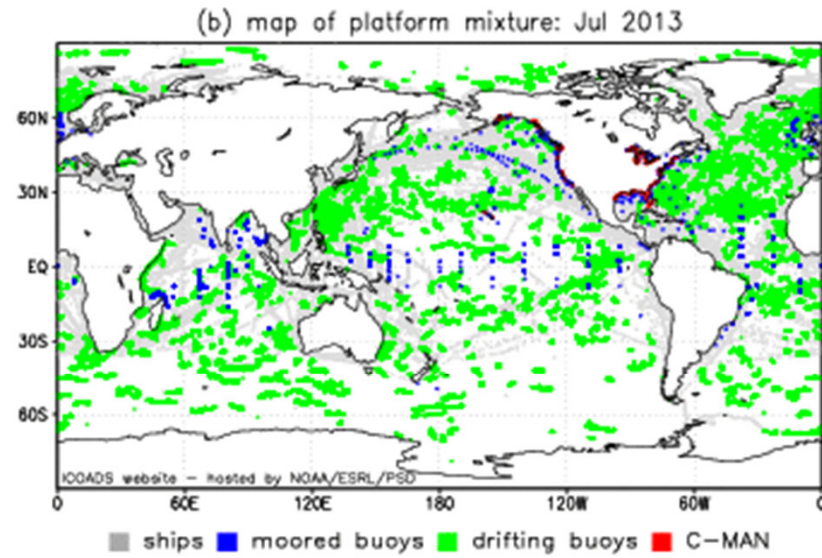 (b) map of platform mixture: Jul 2013
60N
30N
EQ
30S
60S
ICOADS website – hosted by NOAA/ESRL/PSD
0 60E 120E 180 120W 60W
ships moored buoys drifting buoys C-MAN